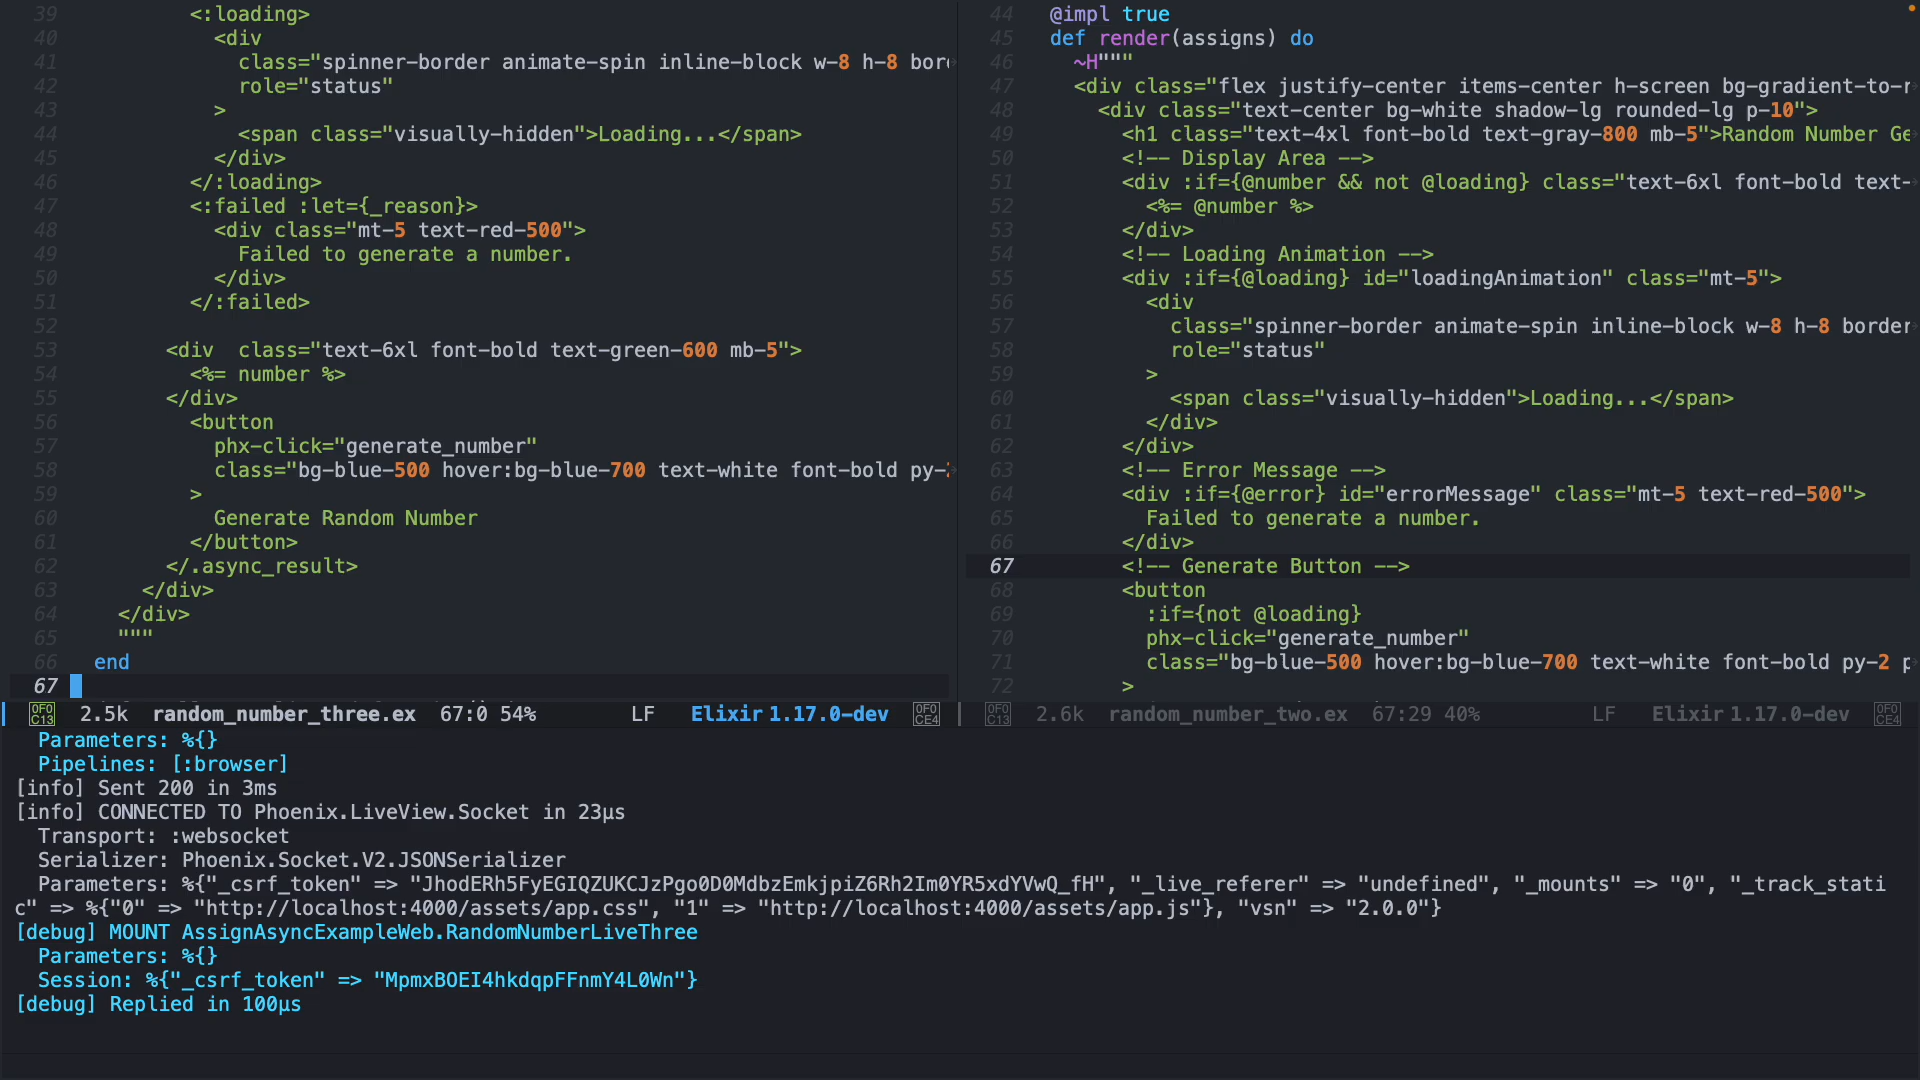 39 <:loading>
40 <div
41 class="spinner-border animate-spin inline-block w-8 h-8 bor
42 role="status"
43 >
44 <span class="visually-hidden">Loading...</span>
45 </div>
46 </:loading>
47 <:failed :let={_reason}>
48 <div class="mt-5 text-red-500">
49 Failed to generate a number.
50 </div>
51 </:failed>
52
53 <div  class="text-6xl font-bold text-green-600 mb-5">
54 <%= number %>
55 </div>
56 <button
57 phx-click="generate_number"
58 class="bg-blue-500 hover:bg-blue-700 text-white font-bold py-2
59 >
60 Generate Random Number
61 </button>
62 </.async_result>
63 </div>
64 </div>
65 """
66 end
67
2.5k random_number_three.ex 67:0 54% LF Elixir 1.17.0-dev
44 @impl true
45 def render(assigns) do
46 ~H"""
47 <div class="flex justify-center items-center h-screen bg-gradient-to-r
48 <div class="text-center bg-white shadow-lg rounded-lg p-10">
49 <h1 class="text-4xl font-bold text-gray-800 mb-5">Random Number Ge
50 <!-- Display Area -->
51 <div :if={@number && not @loading} class="text-6xl font-bold text-
52 <%= @number %>
53 </div>
54 <!-- Loading Animation -->
55 <div :if={@loading} id="loadingAnimation" class="mt-5">
56 <div
57 class="spinner-border animate-spin inline-block w-8 h-8 border
58 role="status"
59 >
60 <span class="visually-hidden">Loading...</span>
61 </div>
62 </div>
63 <!-- Error Message -->
64 <div :if={@error} id="errorMessage" class="mt-5 text-red-500">
65 Failed to generate a number.
66 </div>
67 <!-- Generate Button -->
68 <button
69 :if={not @loading}
70 phx-click="generate_number"
71 class="bg-blue-500 hover:bg-blue-700 text-white font-bold py-2 p
72 >
2.6k random_number_two.ex 67:29 40% LF Elixir 1.17.0-dev
Parameters: %{}
Pipelines: [:browser]
[info] Sent 200 in 3ms
[info] CONNECTED TO Phoenix.LiveView.Socket in 23µs
Transport: :websocket
Serializer: Phoenix.Socket.V2.JSONSerializer
Parameters: %{"_csrf_token" => "JhodERh5FyEGIQZUKCJzPgo0D0MdbzEmkjpiZ6Rh2Im0YR5xdYVwQ_fH", "_live_referer" => "undefined", "_mounts" => "0", "_track_stati
c" => %{"0" => "http://localhost:4000/assets/app.css", "1" => "http://localhost:4000/assets/app.js"}, "vsn" => "2.0.0"}
[debug] MOUNT AssignAsyncExampleWeb.RandomNumberLiveThree
Parameters: %{}
Session: %{"_csrf_token" => "MpmxBOEI4hkdqpFFnmY4L0Wn"}
[debug] Replied in 100µs